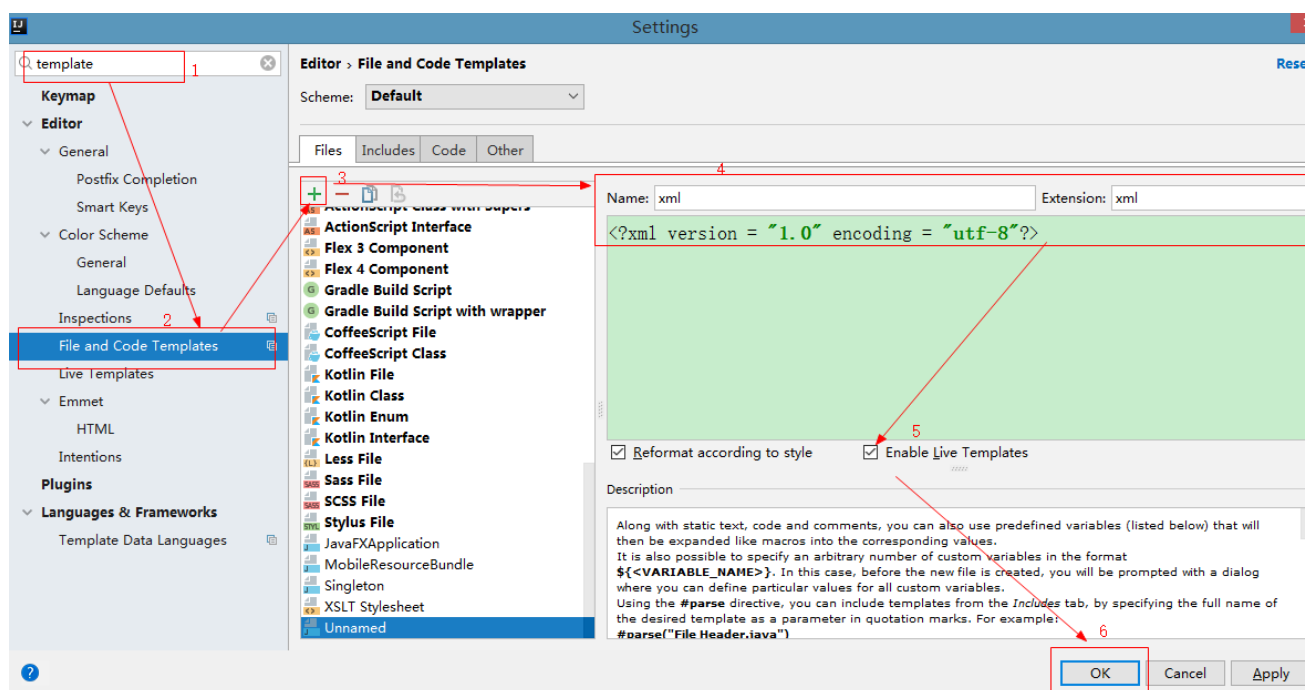 IJ
Settings
template
1
Keymap
Editor
General
Postfix Completion
Smart Keys
Color Scheme
General
Language Defaults
Inspections
2
File and Code Templates
Live Templates
Emmet
HTML
Intentions
Plugins
Languages & Frameworks
Template Data Languages
Editor › File and Code Templates
Rese
Scheme: Default
Files Includes Code Other
3
4
ActionScript Class with Supers
ActionScript Interface
Flex 3 Component
Flex 4 Component
Gradle Build Script
Gradle Build Script with wrapper
CoffeeScript File
CoffeeScript Class
Kotlin File
Kotlin Class
Kotlin Enum
Kotlin Interface
Less File
Sass File
SCSS File
Stylus File
JavaFXApplication
MobileResourceBundle
Singleton
XSLT Stylesheet
Unnamed
Name: xml Extension: xml
<?xml version = "1.0" encoding = "utf-8"?>
5
Reformat according to style Enable Live Templates
Description
Along with static text, code and comments, you can also use predefined variables (listed below) that will
then be expanded like macros into the corresponding values.
It is also possible to specify an arbitrary number of custom variables in the format
${<VARIABLE_NAME>}. In this case, before the new file is created, you will be prompted with a dialog
where you can define particular values for all custom variables.
Using the #parse directive, you can include templates from the Includes tab, by specifying the full name of
the desired template as a parameter in quotation marks. For example:
#parse("File Header.java")
6
?
OK Cancel Apply